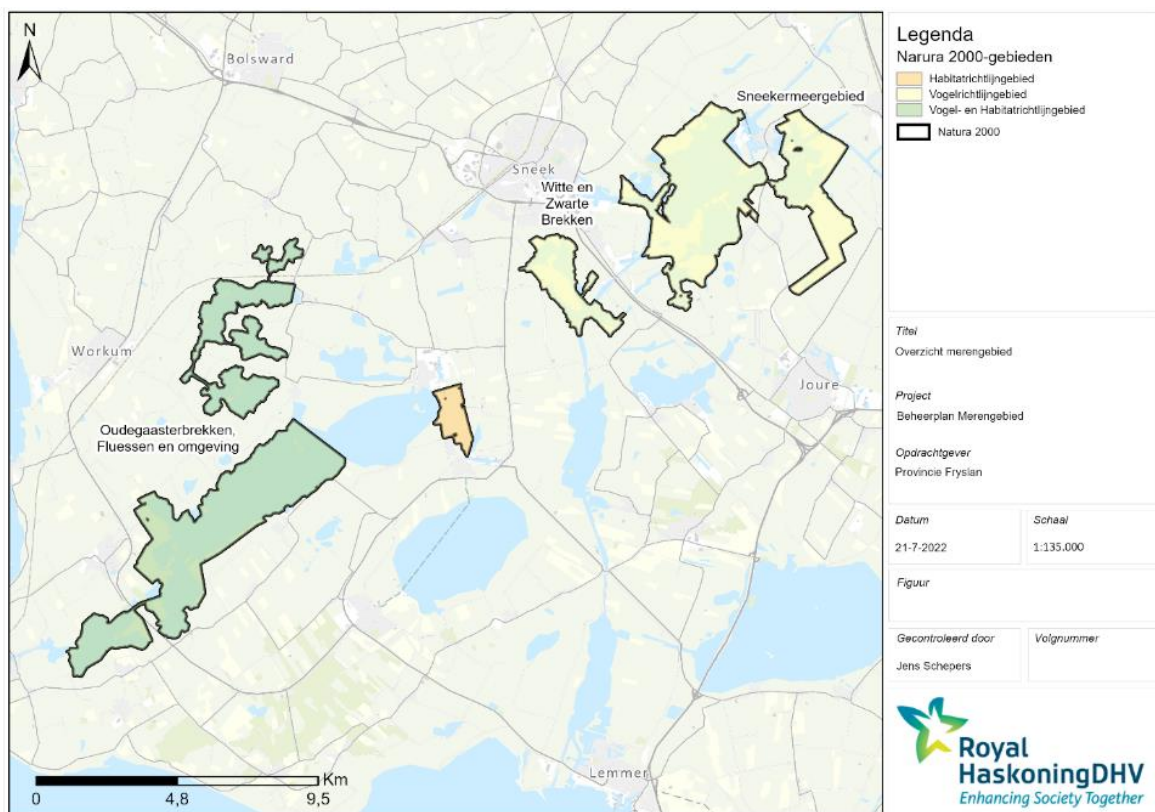 N
Bolsward
Sneekermeergebied
Sneek
Witte en
Zwarte
Brekken
Workum
Joure
Oudegaasterbrekken,
Fluessen en omgeving
Lemmer
Km
0
4,8
9,5
Legenda
Narura 2000-gebieden
Habitatrichtlijngebied
Vogelrichtlijngebied
Vogel- en Habitatrichtlijngebied
Natura 2000
Titel
Overzicht merengebied
Project
Beheerplan Merengebied
Opdrachtgever
Provincie Fryslan
Datum
Schaal
21-7-2022
1:135.000
Figuur
Gecontroleerd door
Volgnummer
Jens Schepers
Royal
HaskoningDHV
Enhancing Society Together